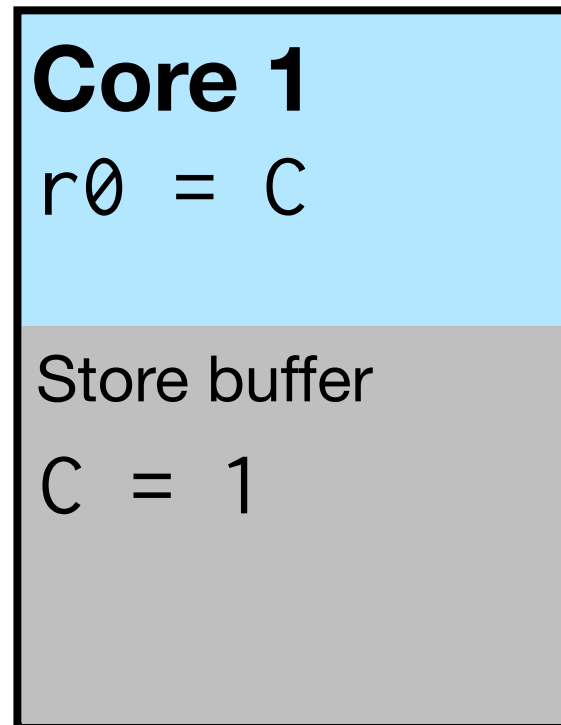 Core 1
r0 = C
Store buffer
C = 1